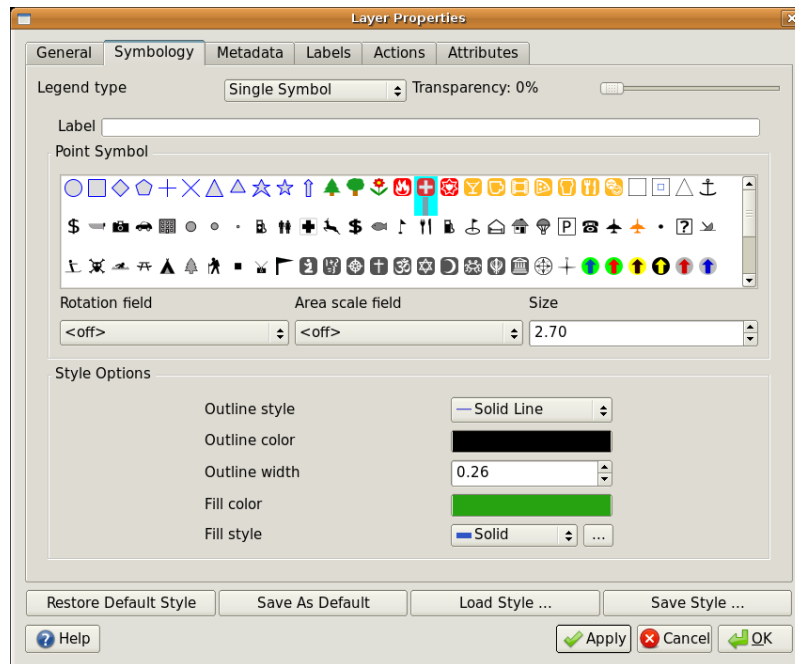 Layer Properties
General Symbology Metadata Labels Actions Attributes
Legend type Single Symbol Transparency: 0%
Label
Point Symbol
Rotation field Area scale field Size
<off> <off> 2.70
Style Options
Outline style Solid Line
Outline color
Outline width 0.26
Fill color
Fill style Solid ...
Restore Default Style Save As Default Load Style ... Save Style ...
Help Apply Cancel OK